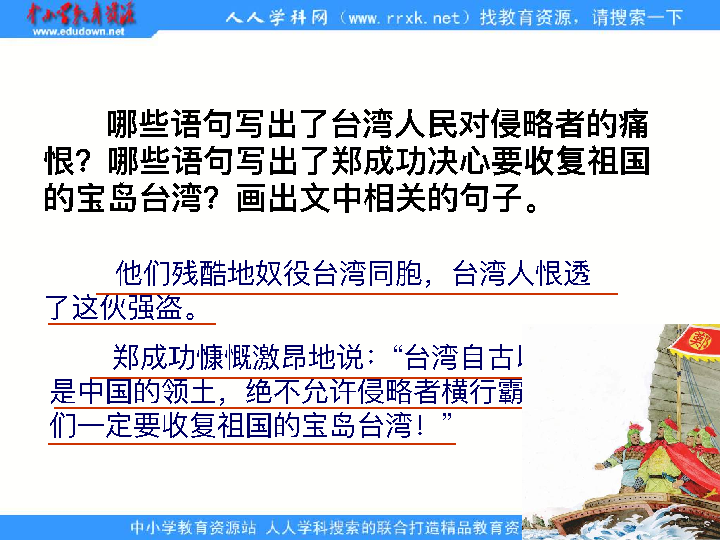 中小学教育资源
www.edudown.net
人人学科网（www.rrxk.net）找教育资源，请搜索一下
哪些语句写出了台湾人民对侵略者的痛
恨？哪些语句写出了郑成功决心要收复祖国
的宝岛台湾？画出文中相关的句子。
他们残酷地奴役台湾同胞，台湾人恨透
了这伙强盗。
郑成功慷慨激昂地说：“台湾自古
是中国的领土，绝不允许侵略者横行霸
们一定要收复祖国的宝岛台湾！”
郑
中小学教育资源站 人人学科搜索的联合打造精品教育资